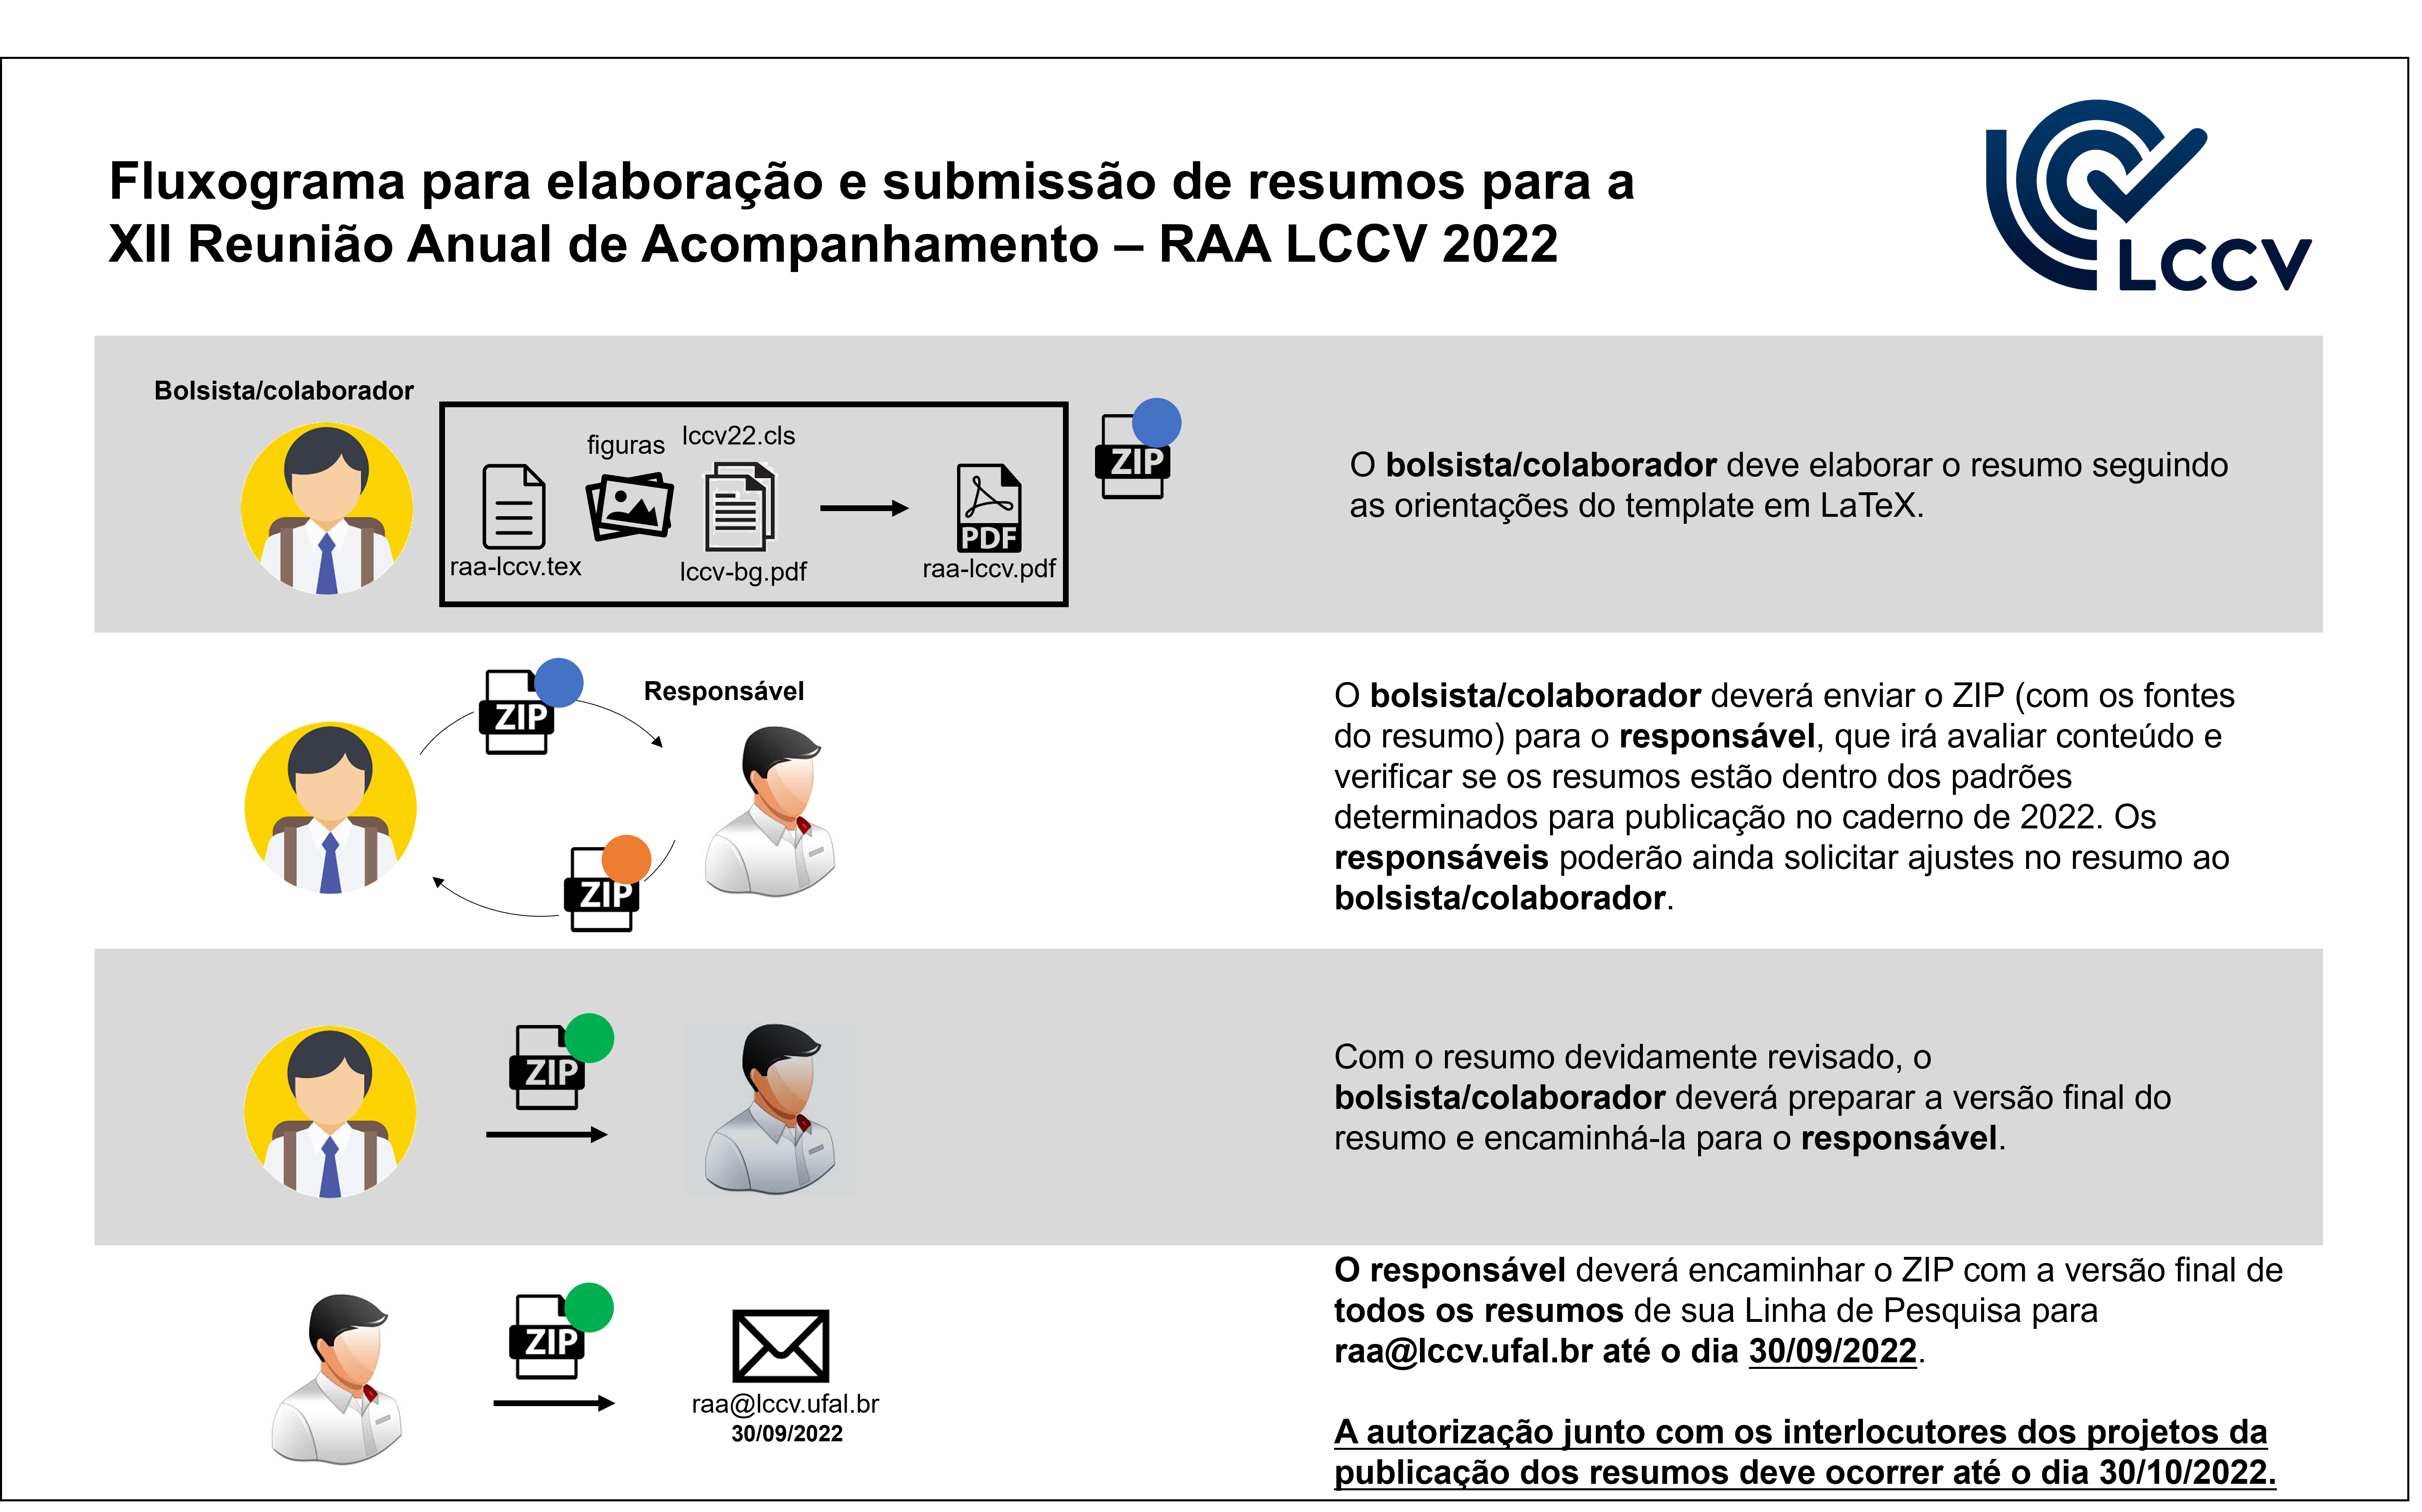 Fluxograma para elaboração e submissão de resumos para a
XII Reunião Anual de Acompanhamento – RAA LCCV 2022
LCCV
Bolsista/colaborador
figuras
lccv22.cls
ZIP
PDF
raa-lccv.tex
lccv-bg.pdf
raa-lccv.pdf
O bolsista/colaborador deve elaborar o resumo seguindo
as orientações do template em LaTeX.
ZIP
Responsável
ZIP
O bolsista/colaborador deverá enviar o ZIP (com os fontes
do resumo) para o responsável, que irá avaliar conteúdo e
verificar se os resumos estão dentro dos padrões
determinados para publicação no caderno de 2022. Os
responsáveis poderão ainda solicitar ajustes no resumo ao
bolsista/colaborador.
ZIP
Com o resumo devidamente revisado, o
bolsista/colaborador deverá preparar a versão final do
resumo e encaminhá-la para o responsável.
ZIP
raa@lccv.ufal.br
30/09/2022
O responsável deverá encaminhar o ZIP com a versão final de
todos os resumos de sua Linha de Pesquisa para
raa@lccv.ufal.br até o dia 30/09/2022.
A autorização junto com os interlocutores dos projetos da
publicação dos resumos deve ocorrer até o dia 30/10/2022.